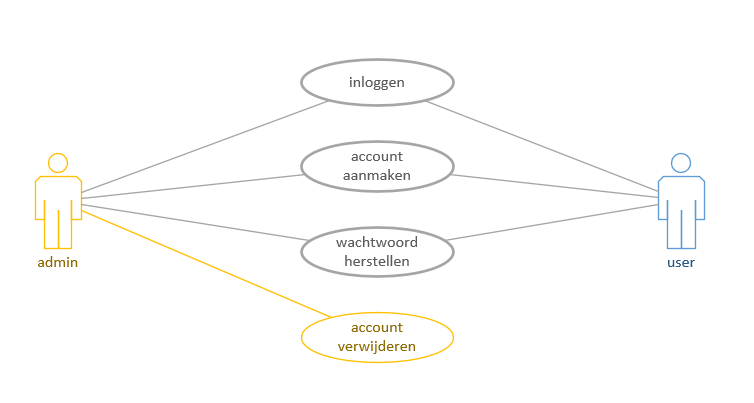 inloggen
account
aanmaken
wachtwoord
herstellen
admin
user
account
verwijderen